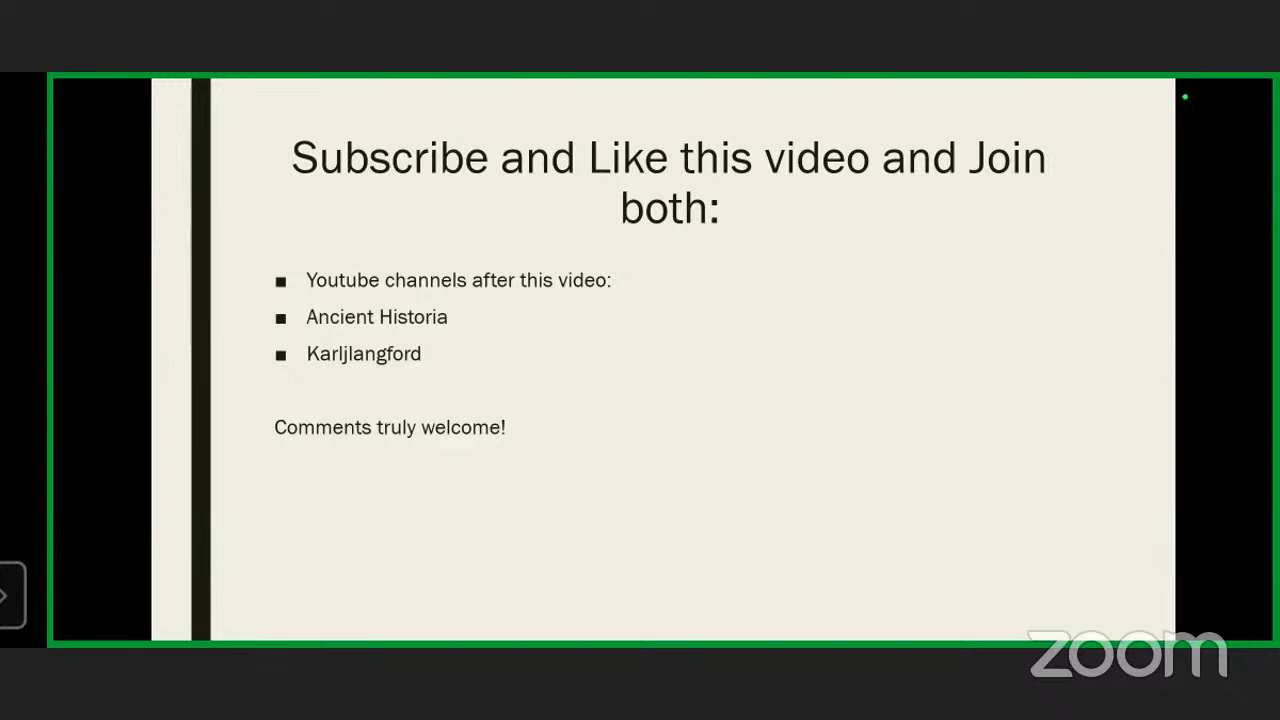 Subscribe and Like this video and Join
both:
■ Youtube channels after this video:
■ Ancient Historia
■ Karljlangford
Comments truly welcome!
zoom